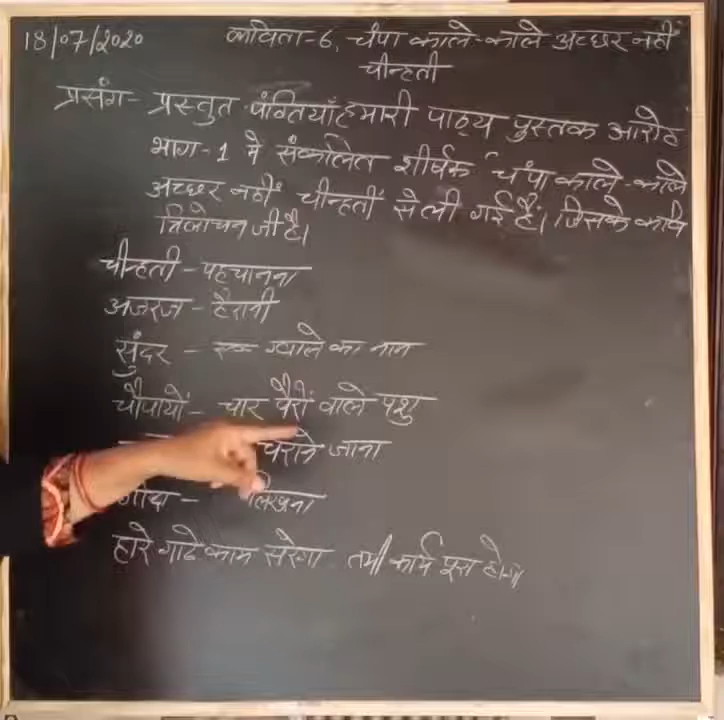 18/07/2020 कविता-6, चंपा काले-काले अच्छर नहीं
चीन्हती
प्रसंग- प्रस्तुत पंक्तियाँ हमारी पाठ्य पुस्तक आरोह
भाग-1 में संकलित शीर्षक चंपा काले-काले
अच्छर नहीं चीन्हतीं से ली गई है। जिसके कवि
त्रिलोचन जी है।
चीन्हती - पहचानना
अजरज - हैरानी
सुंदर - एक ग्वाले का नाम
चौपायों - चार पैरों वाले पशु
चराने जाना
गोदा - लिखना
हारे गाढे काम सरेगा तभी कार्य पूरा होगा